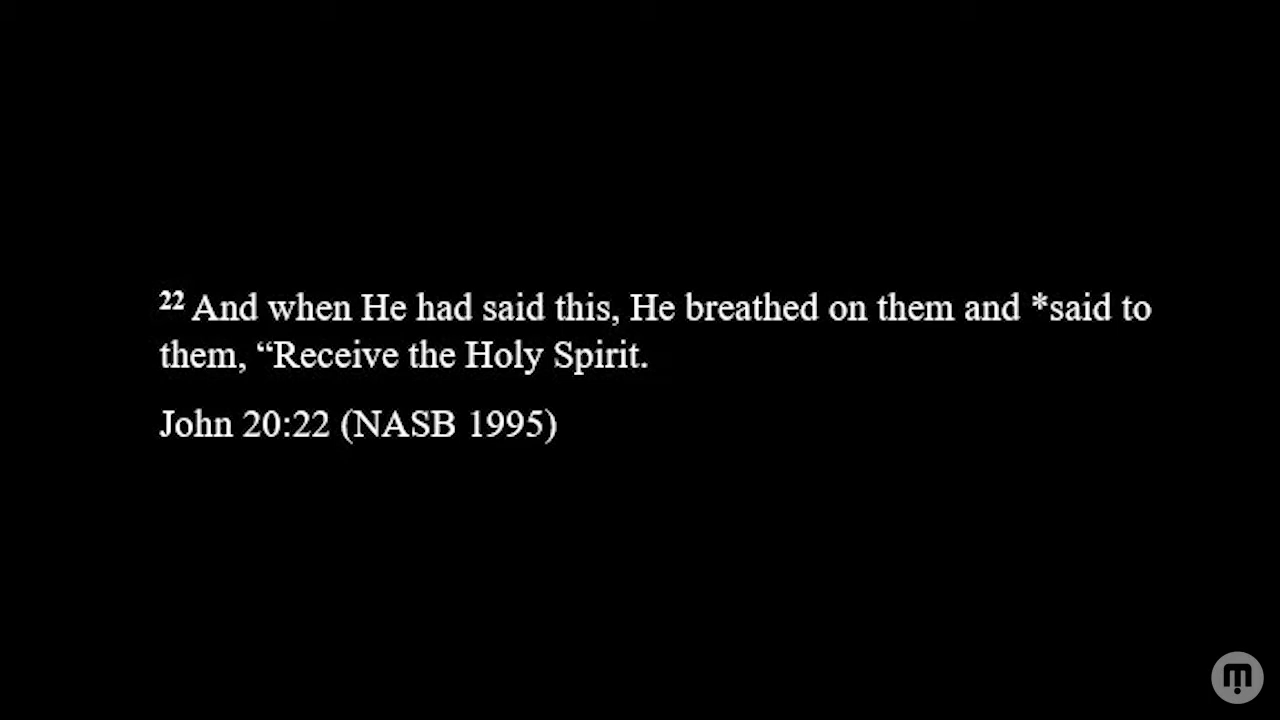 22 And when He had said this, He breathed on them and *said to
them, “Receive the Holy Spirit.
John 20:22 (NASB 1995)